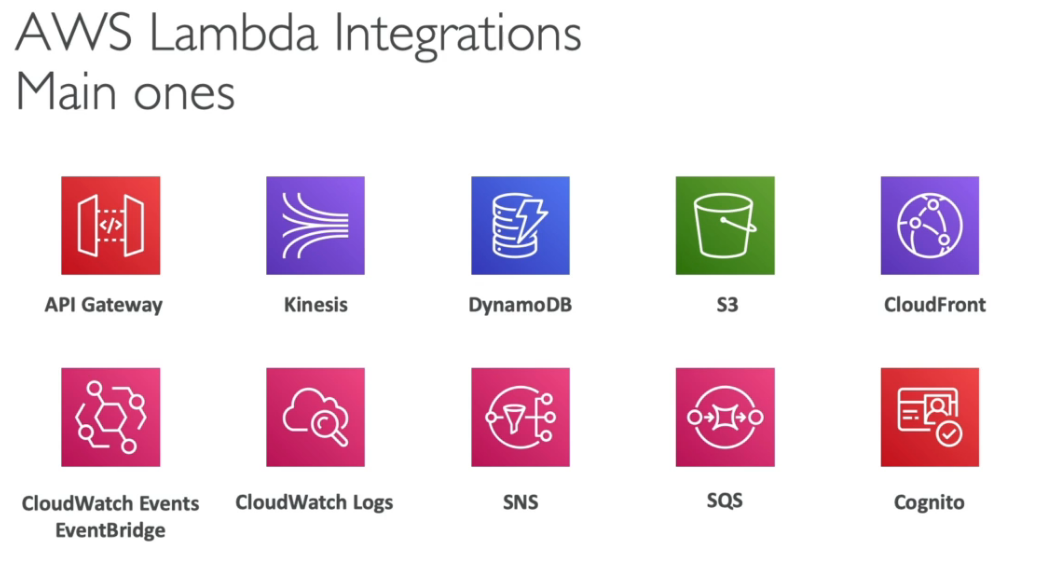 AWS Lambda Integrations
Main ones
</>
API Gateway
Kinesis
DynamoDB
S3
CloudFront
CloudWatch Events
EventBridge
CloudWatch Logs
SNS
SQS
Cognito